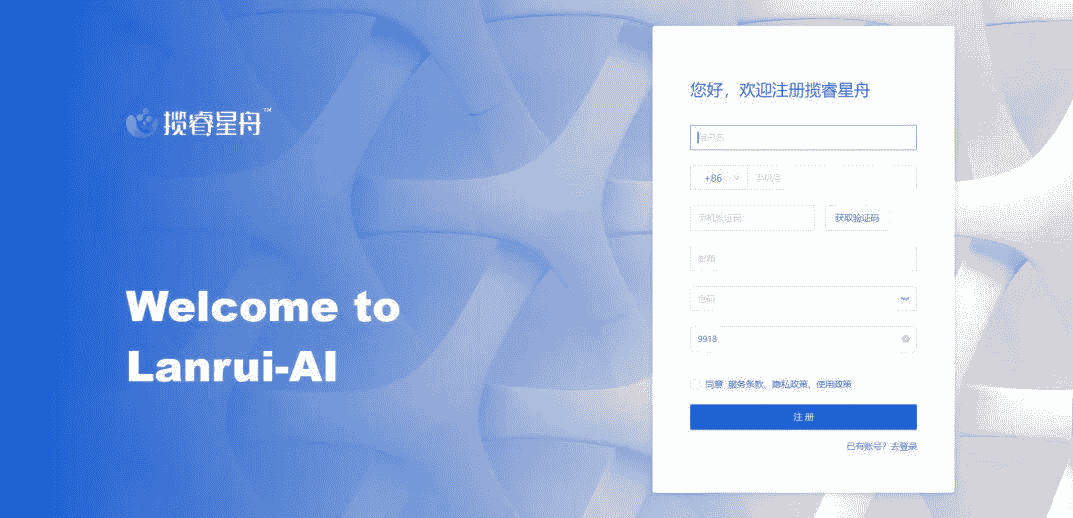 揽睿星舟™
Welcome to
Lanrui-AI
您好，欢迎注册揽睿星舟
用户名
+86 手机号
手机验证码 获取验证码
邮箱
密码
9918
同意 服务条款、隐私政策、使用政策
注 册
已有账号？去登录